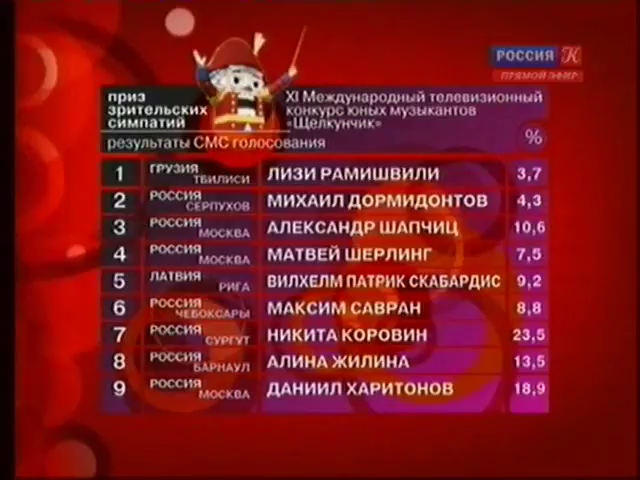 РОССИЯ К
ПРЯМОЙ ЭФИР
приз
зрительских
симпатий
XI Международный телевизионный
конкурс юных музыкантов
«Щелкунчик»
результаты СМС голосования
%
1 ГРУЗИЯ ТБИЛИСИ ЛИЗИ РАМИШВИЛИ 3,7
2 РОССИЯ СЕРПУХОВ МИХАИЛ ДОРМИДОНТОВ 4,3
3 РОССИЯ МОСКВА АЛЕКСАНДР ШАПЧИЦ 10,6
4 РОССИЯ МОСКВА МАТВЕЙ ШЕРЛИНГ 7,5
5 ЛАТВИЯ РИГА ВИЛХЕЛМ ПАТРИК СКАБАРДИС 9,2
6 РОССИЯ ЧЕБОКСАРЫ МАКСИМ САВРАН 8,8
7 РОССИЯ СУРГУТ НИКИТА КОРОВИН 23,5
8 РОССИЯ БАРНАУЛ АЛИНА ЖИЛИНА 13,5
9 РОССИЯ МОСКВА ДАНИИЛ ХАРИТОНОВ 18,9